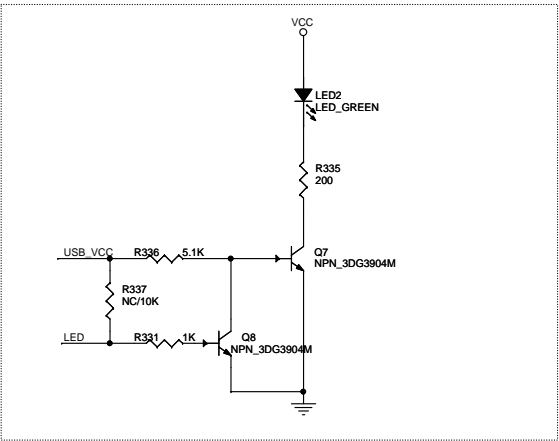 VCC
LED2
LED_GREEN
R335
200
Q7
NPN_3DG3904M
USB_VCC
R336 5.1K
R337
NC/10K
LED
R331 1K
Q8
NPN_3DG3904M